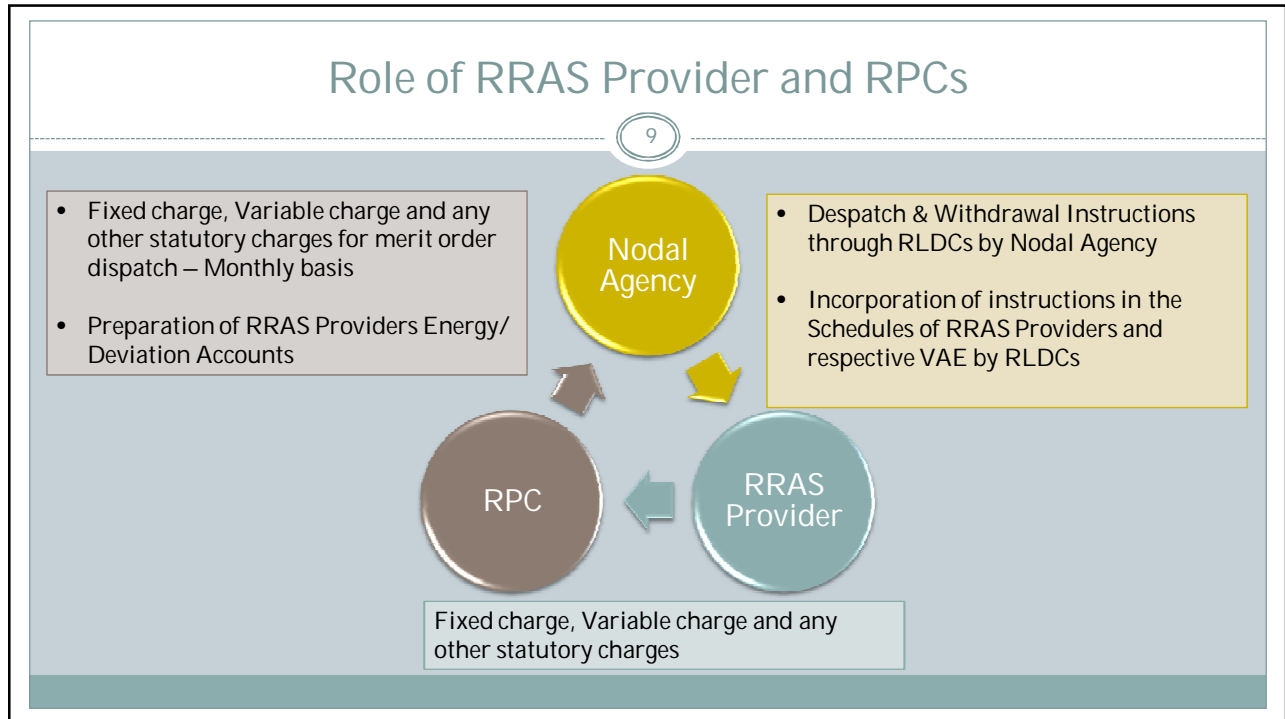 Role of RRAS Provider and RPCs
9
• Fixed charge, Variable charge and any
other statutory charges for merit order
dispatch – Monthly basis
• Preparation of RRAS Providers Energy/
Deviation Accounts
Nodal
Agency
• Despatch & Withdrawal Instructions
through RLDCs by Nodal Agency
• Incorporation of instructions in the
Schedules of RRAS Providers and
respective VAE by RLDCs
RPC
RRAS
Provider
Fixed charge, Variable charge and any
other statutory charges